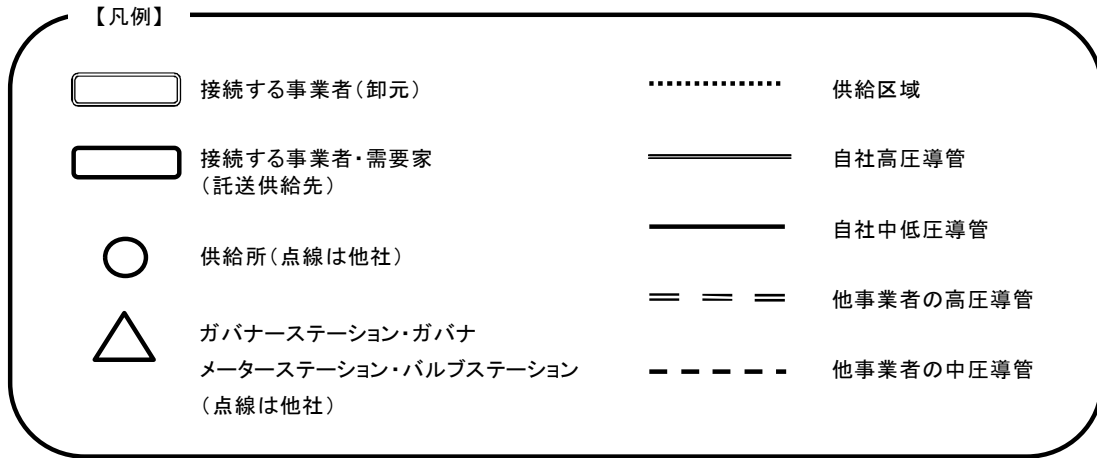 【凡例】
接続する事業者(卸元)
接続する事業者・需要家
(託送供給先)
供給所(点線は他社)
ガバナーステーション・ガバナ
メーターステーション・バルブステーション
(点線は他社)
供給区域
自社高圧導管
自社中低圧導管
他事業者の高圧導管
他事業者の中圧導管